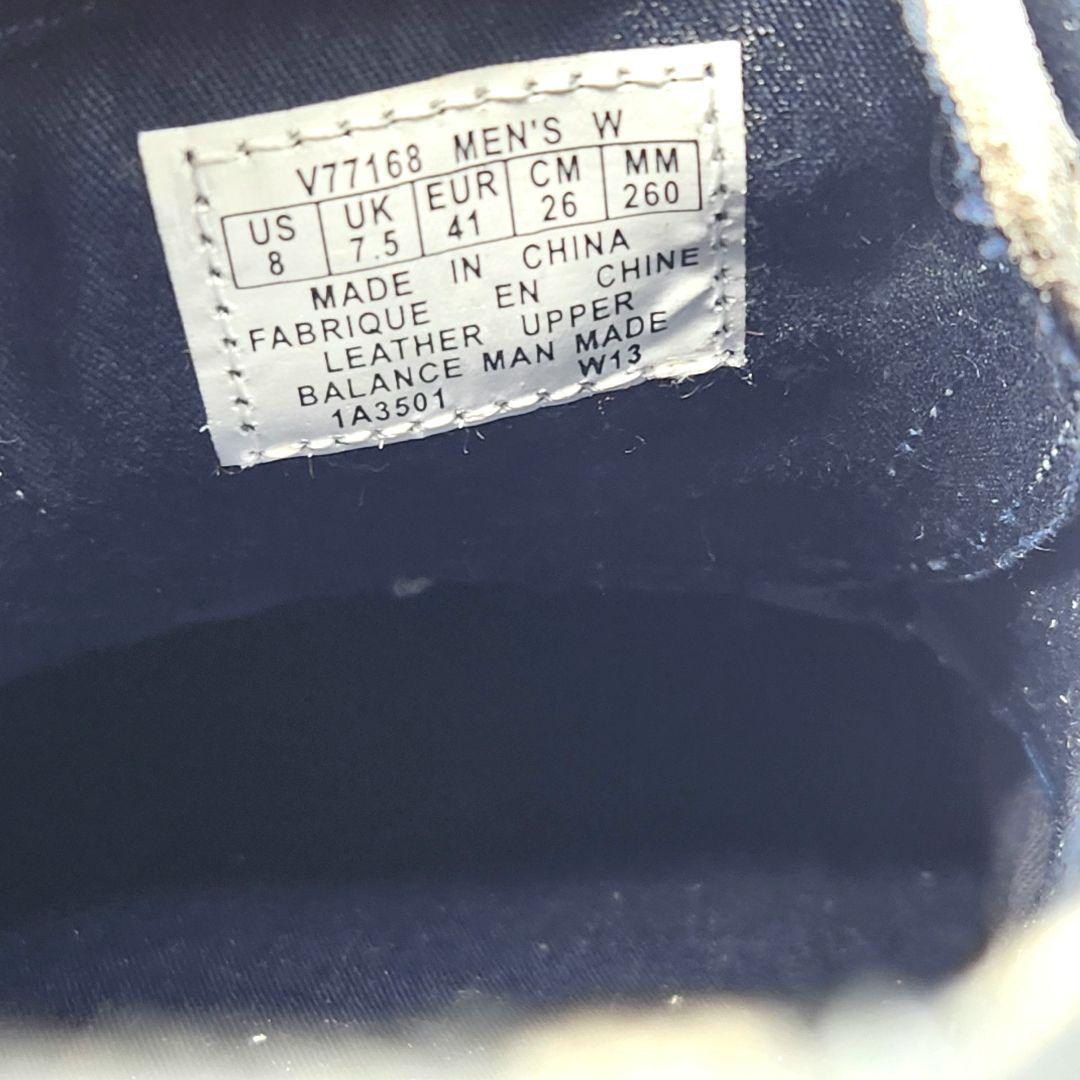 V77168 MEN'S W
US UK EUR CM MM
8 7.5 41 26 260
MADE IN CHINA
FABRIQUE EN CHINE
LEATHER UPPER
BALANCE MAN MADE
1A3501 W13